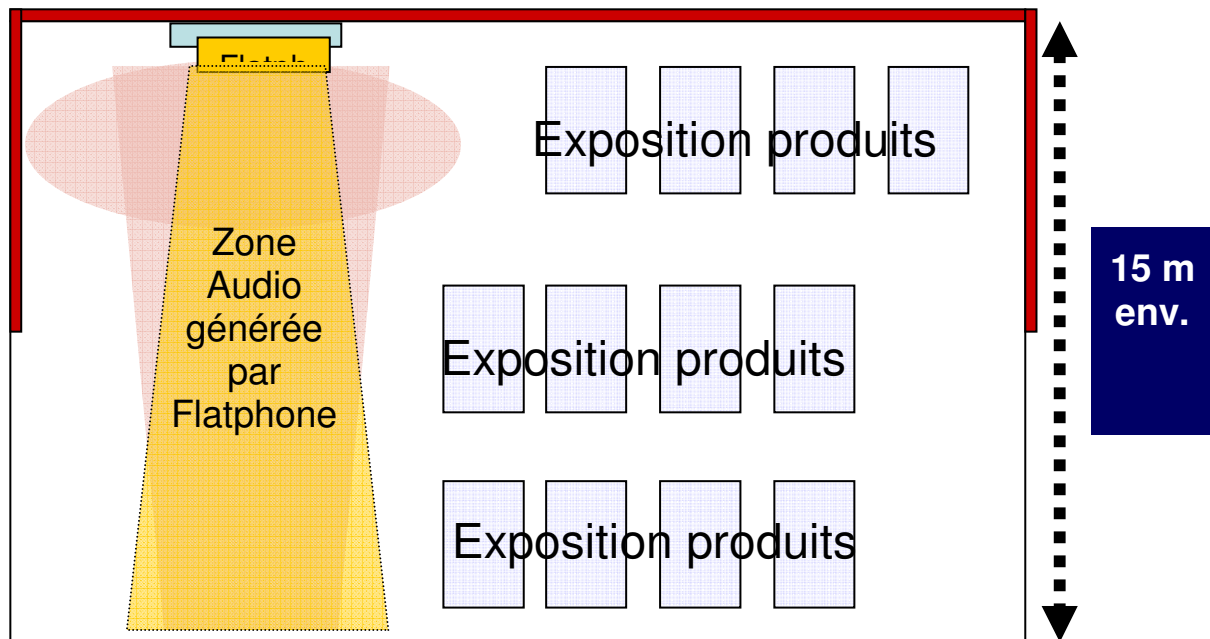 Exposition produits
Zone
Audio
générée
par
Flatphone
Exposition produits
Exposition produits
15 m
env.